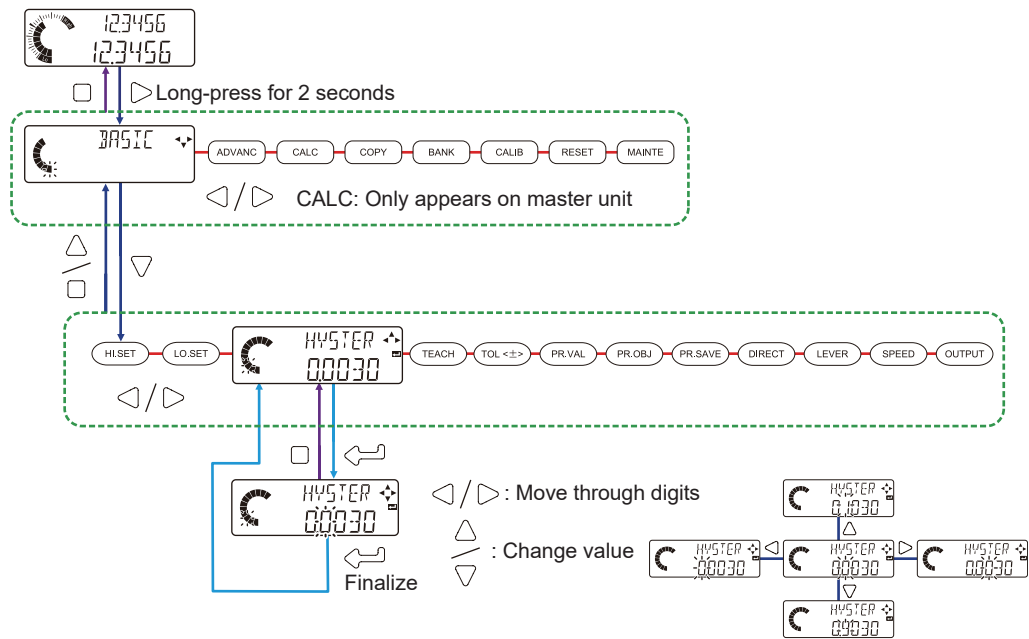 12.3456
12.3456
Long-press for 2 seconds
BASIC
ADVANC CALC COPY BANK CALIB RESET MAINTE
CALC: Only appears on master unit
HI.SET LO.SET HYSTER TEACH TOL <±> PR.VAL PR.OBJ PR.SAVE DIRECT LEVER SPEED OUTPUT
0.0030
HYSTER
0.0030
: Move through digits
: Change value
Finalize
HYSTER
0.1030
HYSTER HYSTER HYSTER
-0.0030 0.0030 0.0030
HYSTER
0.9030